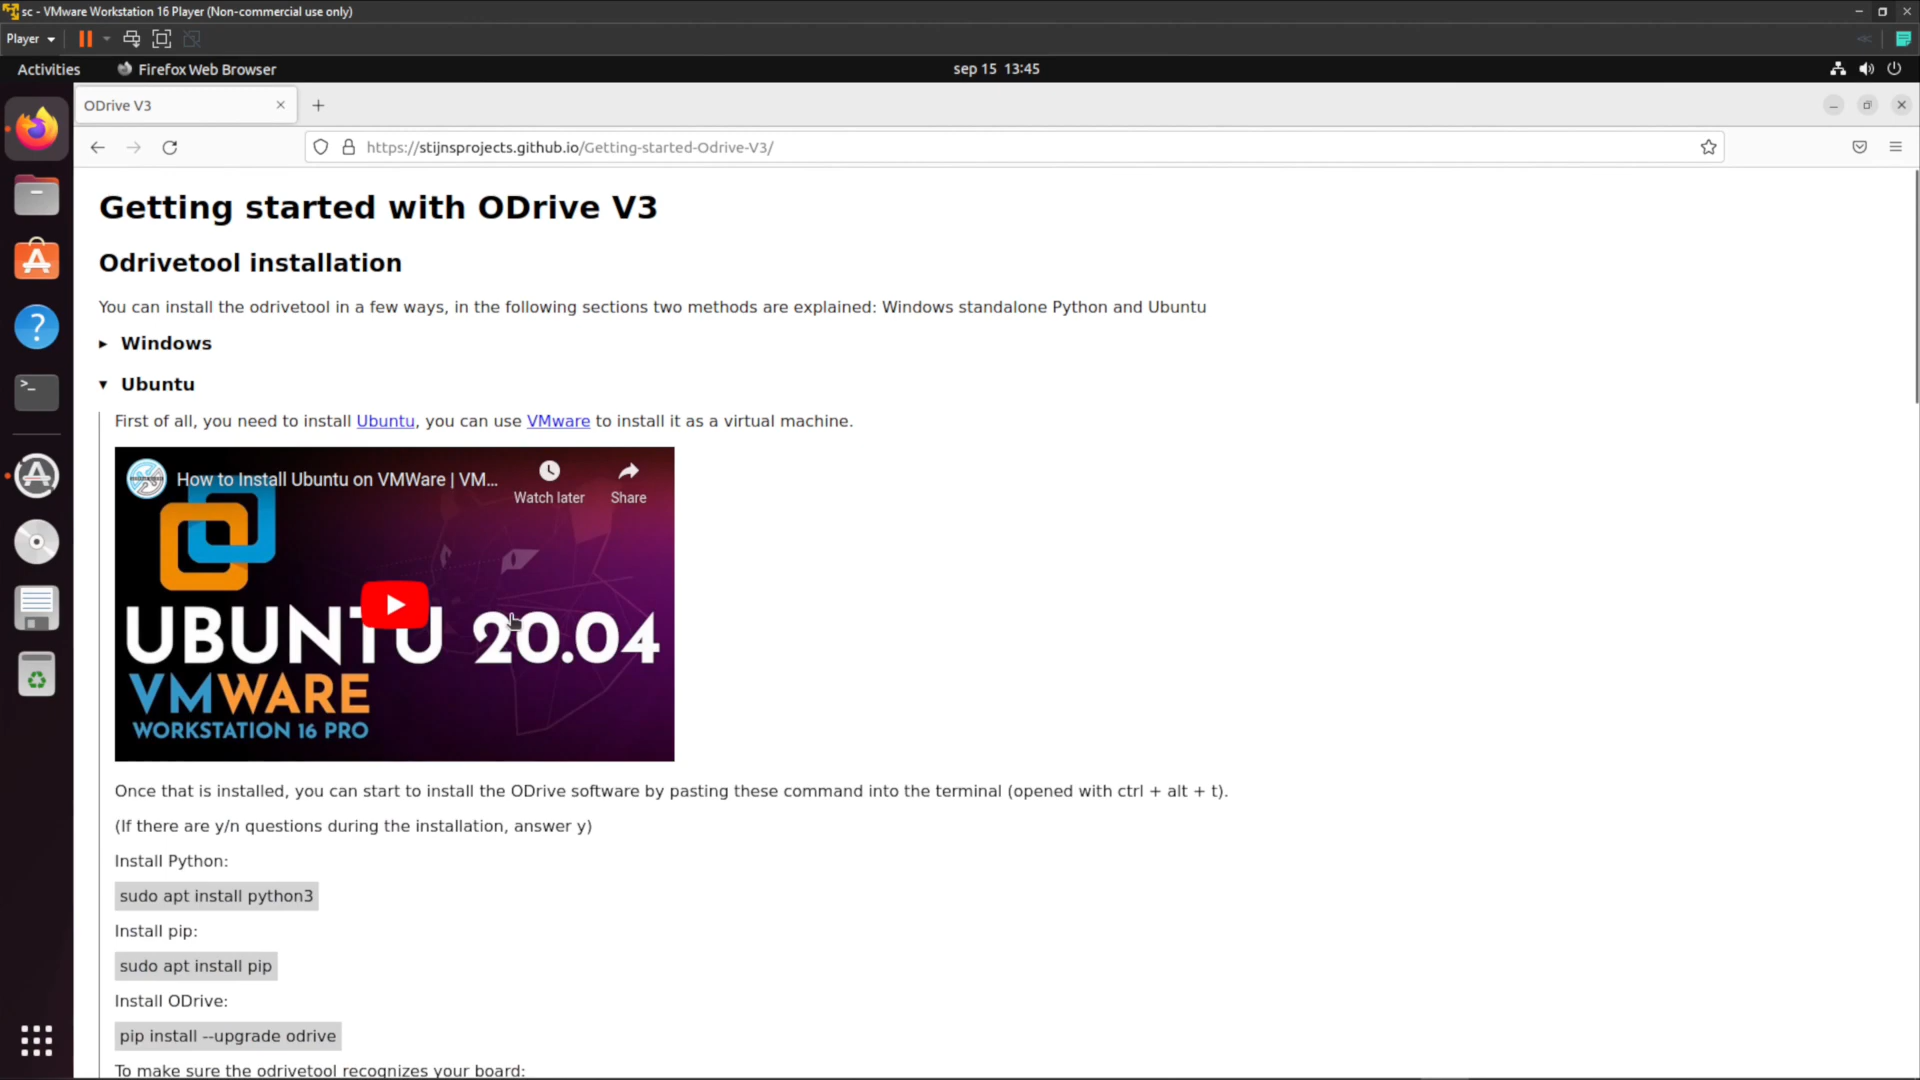 sc - VMware Workstation 16 Player (Non-commercial use only)
Player
Activities
Firefox Web Browser
sep 15 13:45
ODrive V3
https://stijnsprojects.github.io/Getting-started-Odrive-V3/
Getting started with ODrive V3
Odrivetool installation
You can install the odrivetool in a few ways, in the following sections two methods are explained: Windows standalone Python and Ubuntu
Windows
Ubuntu
First of all, you need to install Ubuntu, you can use VMware to install it as a virtual machine.
How to Install Ubuntu on VMWare | VM...
Watch later
Share
UBUNTU 20.04
VMWARE
WORKSTATION 16 PRO
Once that is installed, you can start to install the ODrive software by pasting these command into the terminal (opened with ctrl + alt + t).
(If there are y/n questions during the installation, answer y)
Install Python:
sudo apt install python3
Install pip:
sudo apt install pip
Install ODrive:
pip install --upgrade odrive
To make sure the odrivetool recognizes your board: